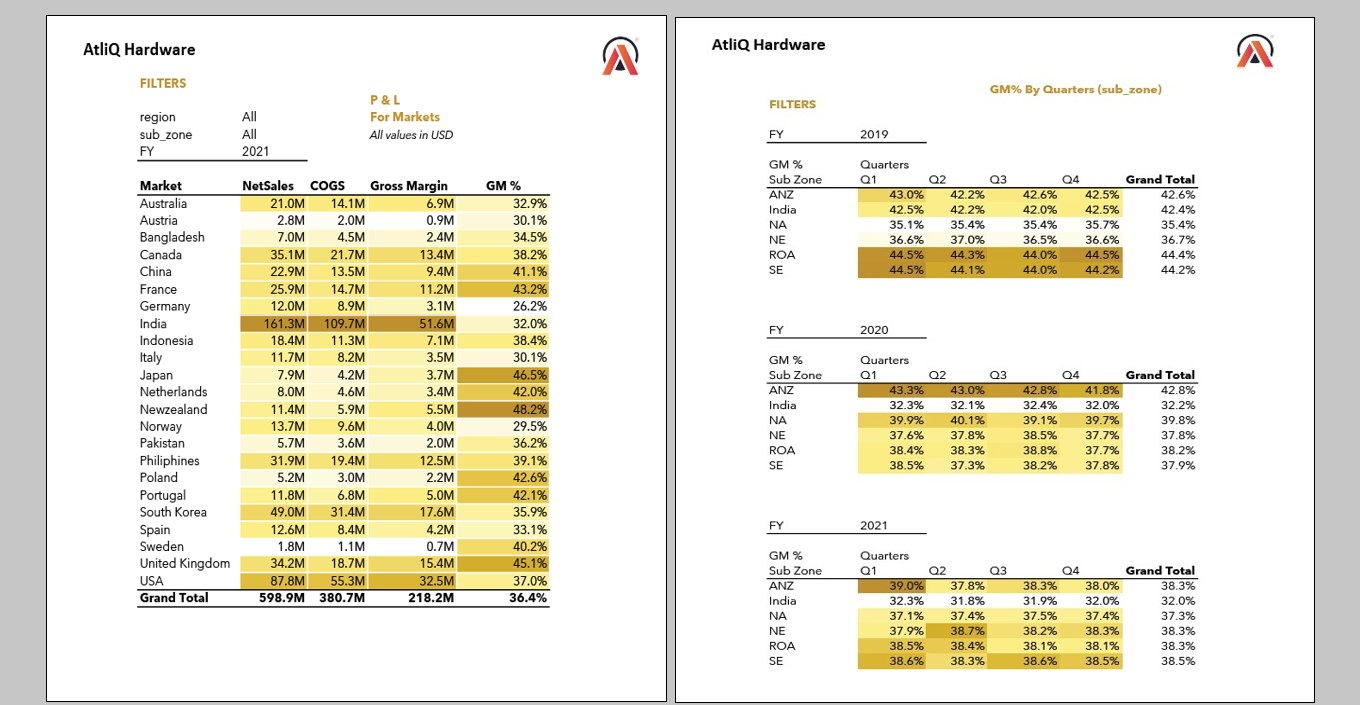 AtliQ Hardware
FILTERS
P & L
region All For Markets
sub_zone All All values in USD
FY 2021
Market NetSales COGS Gross Margin GM %
Australia 21.0M 14.1M 6.9M 32.9%
Austria 2.8M 2.0M 0.9M 30.1%
Bangladesh 7.0M 4.5M 2.4M 34.5%
Canada 35.1M 21.7M 13.4M 38.2%
China 22.9M 13.5M 9.4M 41.1%
France 25.9M 14.7M 11.2M 43.2%
Germany 12.0M 8.9M 3.1M 26.2%
India 161.3M 109.7M 51.6M 32.0%
Indonesia 18.4M 11.3M 7.1M 38.4%
Italy 11.7M 8.2M 3.5M 30.1%
Japan 7.9M 4.2M 3.7M 46.5%
Netherlands 8.0M 4.6M 3.4M 42.0%
Newzealand 11.4M 5.9M 5.5M 48.2%
Norway 13.7M 9.6M 4.0M 29.5%
Pakistan 5.7M 3.6M 2.0M 36.2%
Philiphines 31.9M 19.4M 12.5M 39.1%
Poland 5.2M 3.0M 2.2M 42.6%
Portugal 11.8M 6.8M 5.0M 42.1%
South Korea 49.0M 31.4M 17.6M 35.9%
Spain 12.6M 8.4M 4.2M 33.1%
Sweden 1.8M 1.1M 0.7M 40.2%
United Kingdom 34.2M 18.7M 15.4M 45.1%
USA 87.8M 55.3M 32.5M 37.0%
Grand Total 598.9M 380.7M 218.2M 36.4%
AtliQ Hardware
GM% By Quarters (sub_zone)
FILTERS
FY 2019
GM % Quarters
Sub Zone Q1 Q2 Q3 Q4 Grand Total
ANZ 43.0% 42.2% 42.6% 42.5% 42.6%
India 42.5% 42.2% 42.0% 42.5% 42.4%
NA 35.1% 35.4% 35.4% 35.7% 35.4%
NE 36.6% 37.0% 36.5% 36.6% 36.7%
ROA 44.5% 44.3% 44.0% 44.5% 44.4%
SE 44.5% 44.1% 44.0% 44.2% 44.2%
FY 2020
GM % Quarters
Sub Zone Q1 Q2 Q3 Q4 Grand Total
ANZ 43.3% 43.0% 42.8% 41.8% 42.8%
India 32.3% 32.1% 32.4% 32.0% 32.2%
NA 39.9% 40.1% 39.1% 39.7% 39.8%
NE 37.6% 37.8% 38.5% 37.7% 37.8%
ROA 38.4% 38.3% 38.8% 37.7% 38.2%
SE 38.5% 37.3% 38.2% 37.8% 37.9%
FY 2021
GM % Quarters
Sub Zone Q1 Q2 Q3 Q4 Grand Total
ANZ 39.0% 37.8% 38.3% 38.0% 38.3%
India 32.3% 31.8% 31.9% 32.0% 32.0%
NA 37.1% 37.4% 37.5% 37.4% 37.3%
NE 37.9% 38.7% 38.2% 38.3% 38.3%
ROA 38.5% 38.4% 38.1% 38.1% 38.3%
SE 38.6% 38.3% 38.6% 38.5% 38.5%